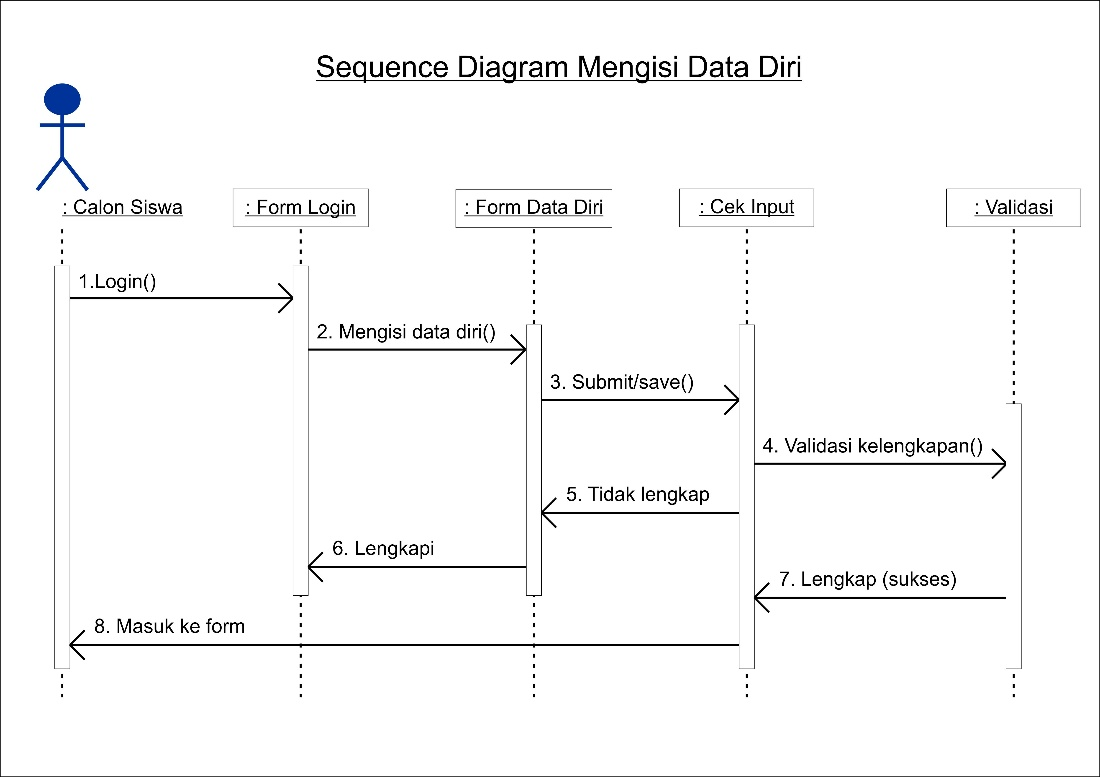 Sequence Diagram Mengisi Data Diri
: Calon Siswa
: Form Login
: Form Data Diri
: Cek Input
: Validasi
1.Login()
2. Mengisi data diri()
3. Submit/save()
4. Validasi kelengkapan()
5. Tidak lengkap
6. Lengkapi
7. Lengkap (sukses)
8. Masuk ke form